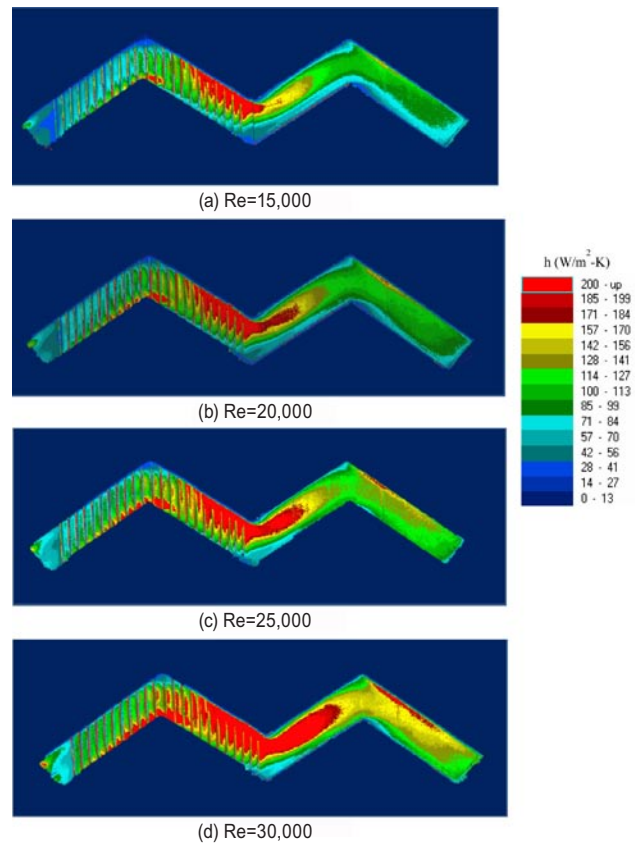 (a) Re=15,000
(b) Re=20,000
(c) Re=25,000
(d) Re=30,000
h (W/m²-K)
200 - up
185 - 199
171 - 184
157 - 170
142 - 156
128 - 141
114 - 127
100 - 113
85 - 99
71 - 84
57 - 70
42 - 56
28 - 41
14 - 27
0 - 13